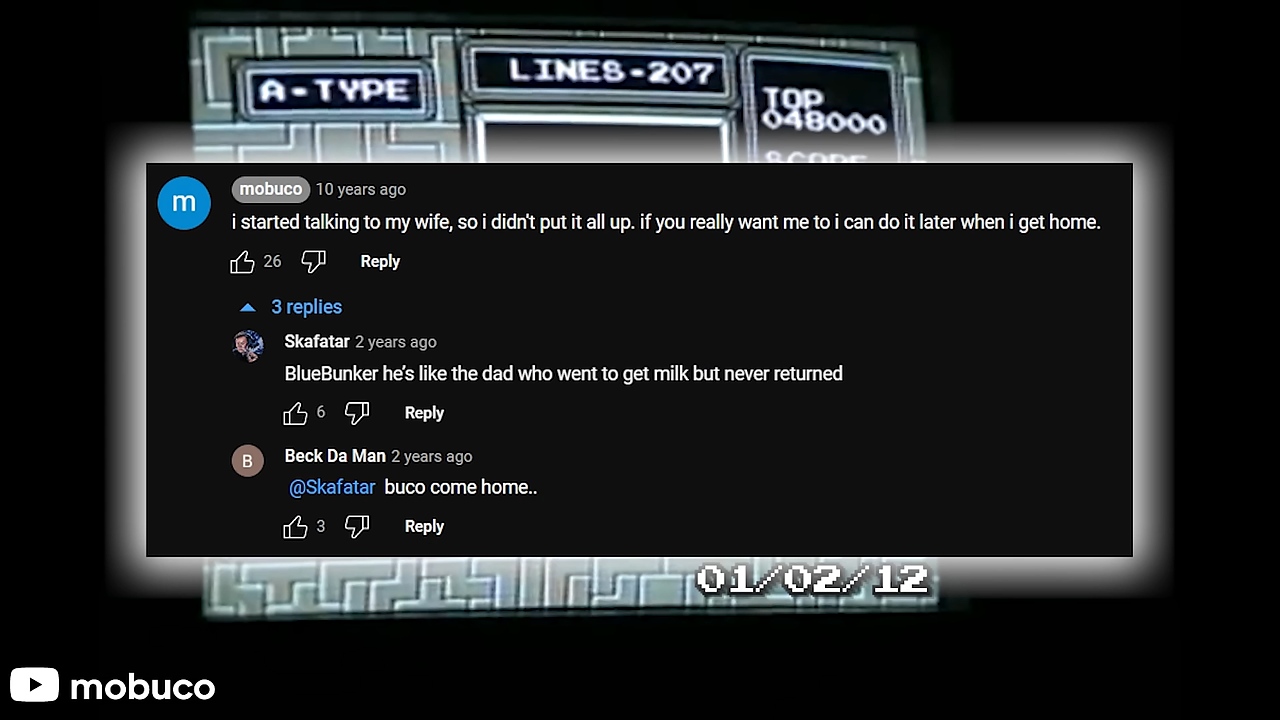 A-TYPE
LINES-207
TOP
048000
SCORE
m
mobuco 10 years ago
i started talking to my wife, so i didn't put it all up. if you really want me to i can do it later when i get home.
26 Reply
3 replies
Skafatar 2 years ago
BlueBunker he's like the dad who went to get milk but never returned
6 Reply
B
Beck Da Man 2 years ago
@Skafatar buco come home..
3 Reply
01/02/12
mobuco